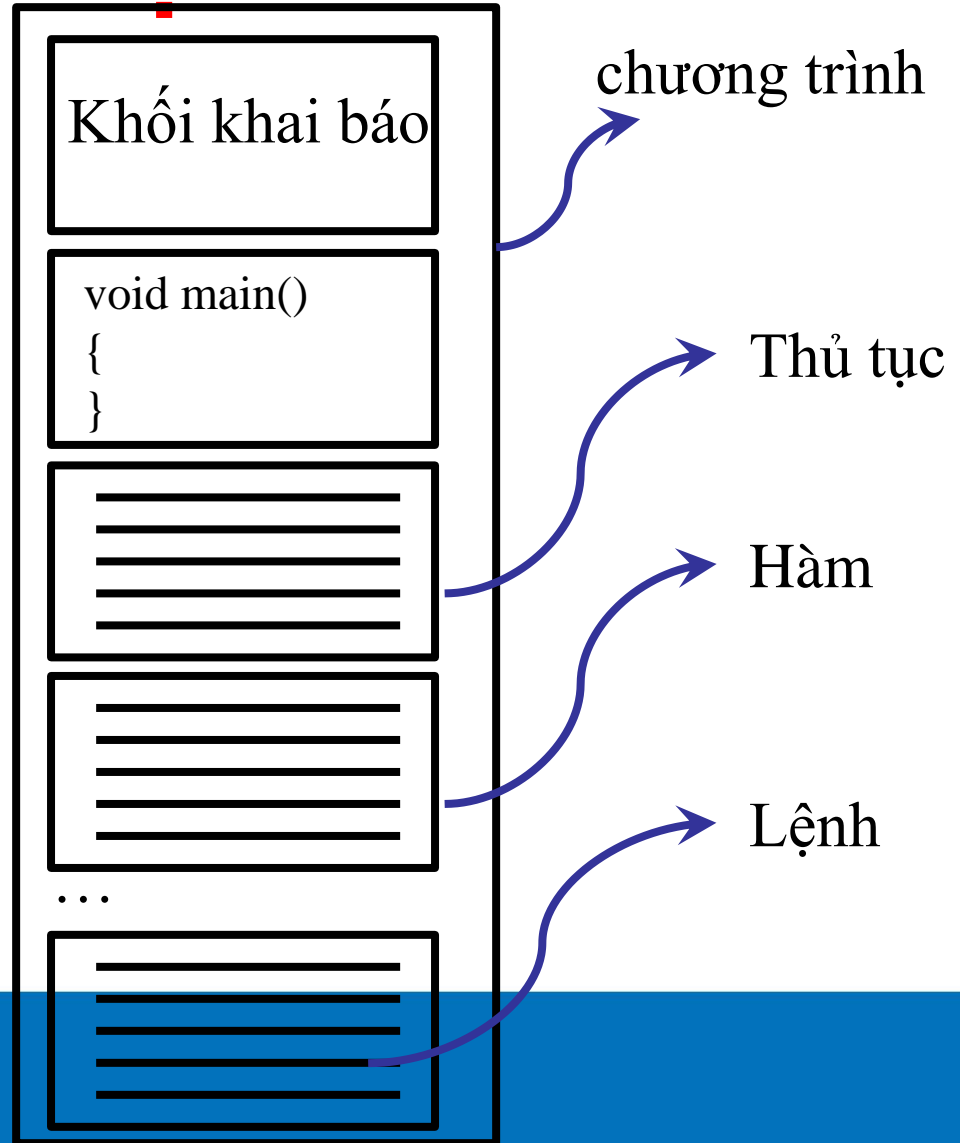 chương trình
Khối khai báo
void main()
{
}
Thủ tục
Hàm
Lệnh
…